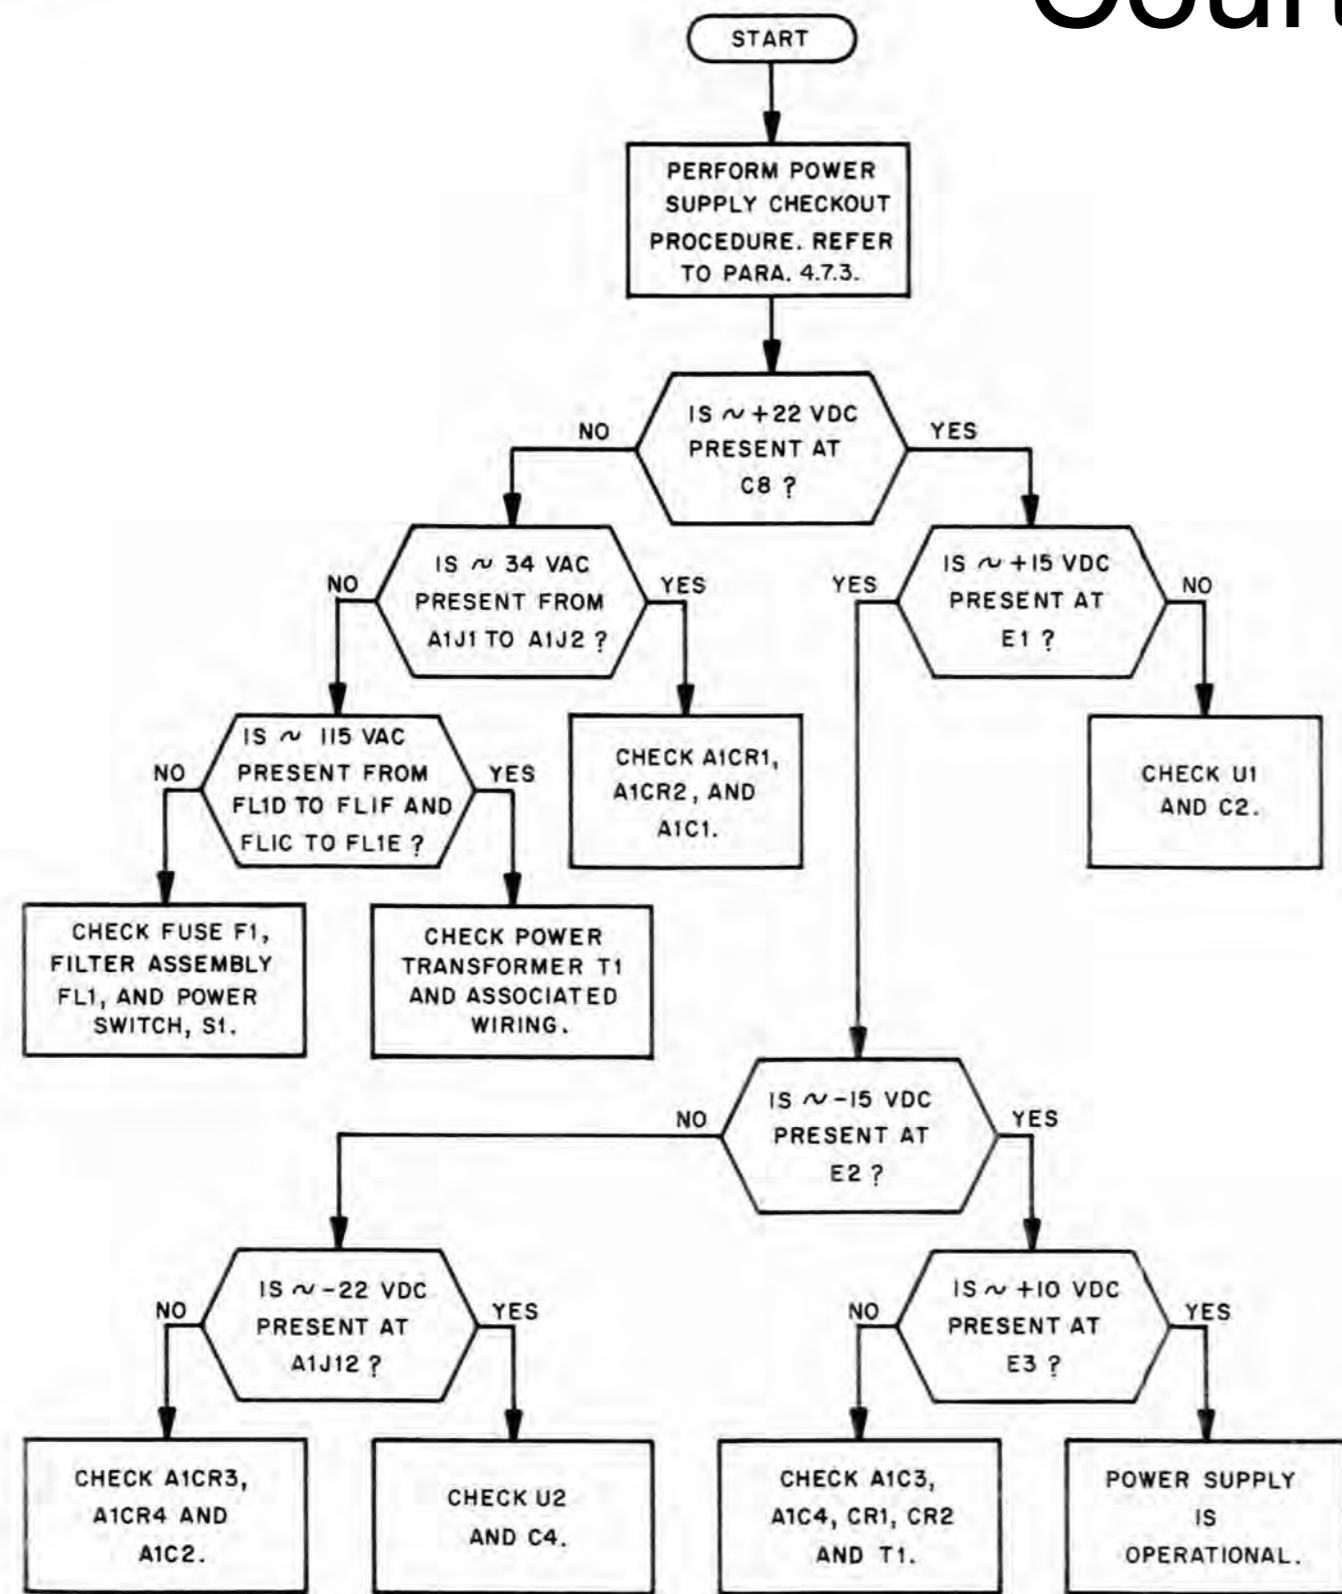 Court
START
PERFORM POWER
SUPPLY CHECKOUT
PROCEDURE. REFER
TO PARA. 4.7.3.
IS ~ +22 VDC
PRESENT AT
C8 ?
NO
YES
IS ~ 34 VAC
PRESENT FROM
A1J1 TO A1J2 ?
NO
YES
IS ~ +15 VDC
PRESENT AT
E1 ?
YES
NO
IS ~ 115 VAC
PRESENT FROM
FL1D TO FL1F AND
FL1C TO FL1E ?
NO
YES
CHECK A1CR1,
A1CR2, AND
A1C1.
CHECK U1
AND C2.
CHECK FUSE F1,
FILTER ASSEMBLY
FL1, AND POWER
SWITCH, S1.
CHECK POWER
TRANSFORMER T1
AND ASSOCIATED
WIRING.
IS ~ -15 VDC
PRESENT AT
E2 ?
NO
YES
IS ~ -22 VDC
PRESENT AT
A1J12 ?
NO
YES
IS ~ +10 VDC
PRESENT AT
E3 ?
NO
YES
CHECK A1CR3,
A1CR4 AND
A1C2.
CHECK U2
AND C4.
CHECK A1C3,
A1C4, CR1, CR2
AND T1.
POWER SUPPLY
IS
OPERATIONAL.